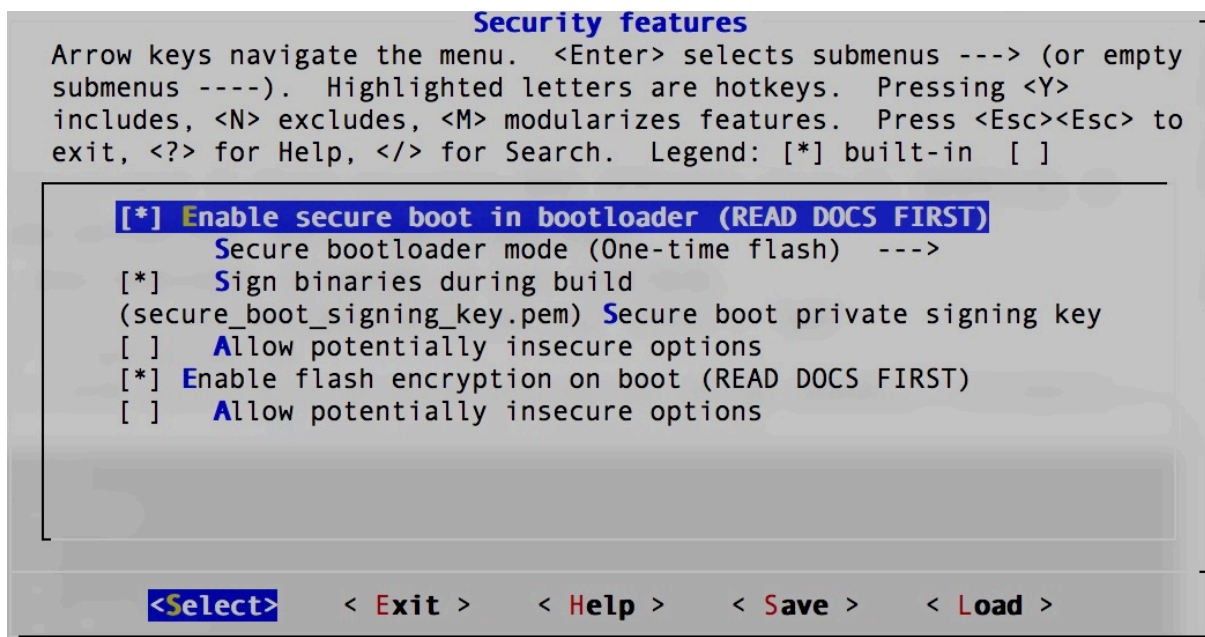 Security features
Arrow keys navigate the menu.  <Enter> selects submenus ---> (or empty
submenus ----).  Highlighted letters are hotkeys.  Pressing <Y>
includes, <N> excludes, <M> modularizes features.  Press <Esc><Esc> to
exit, <?> for Help, </> for Search.  Legend: [*] built-in  [ ]
[*] Enable secure boot in bootloader (READ DOCS FIRST)
Secure bootloader mode (One-time flash)  --->
[*]   Sign binaries during build
(secure_boot_signing_key.pem) Secure boot private signing key
[ ]   Allow potentially insecure options
[*] Enable flash encryption on boot (READ DOCS FIRST)
[ ]   Allow potentially insecure options
<Select>    < Exit >    < Help >    < Save >    < Load >